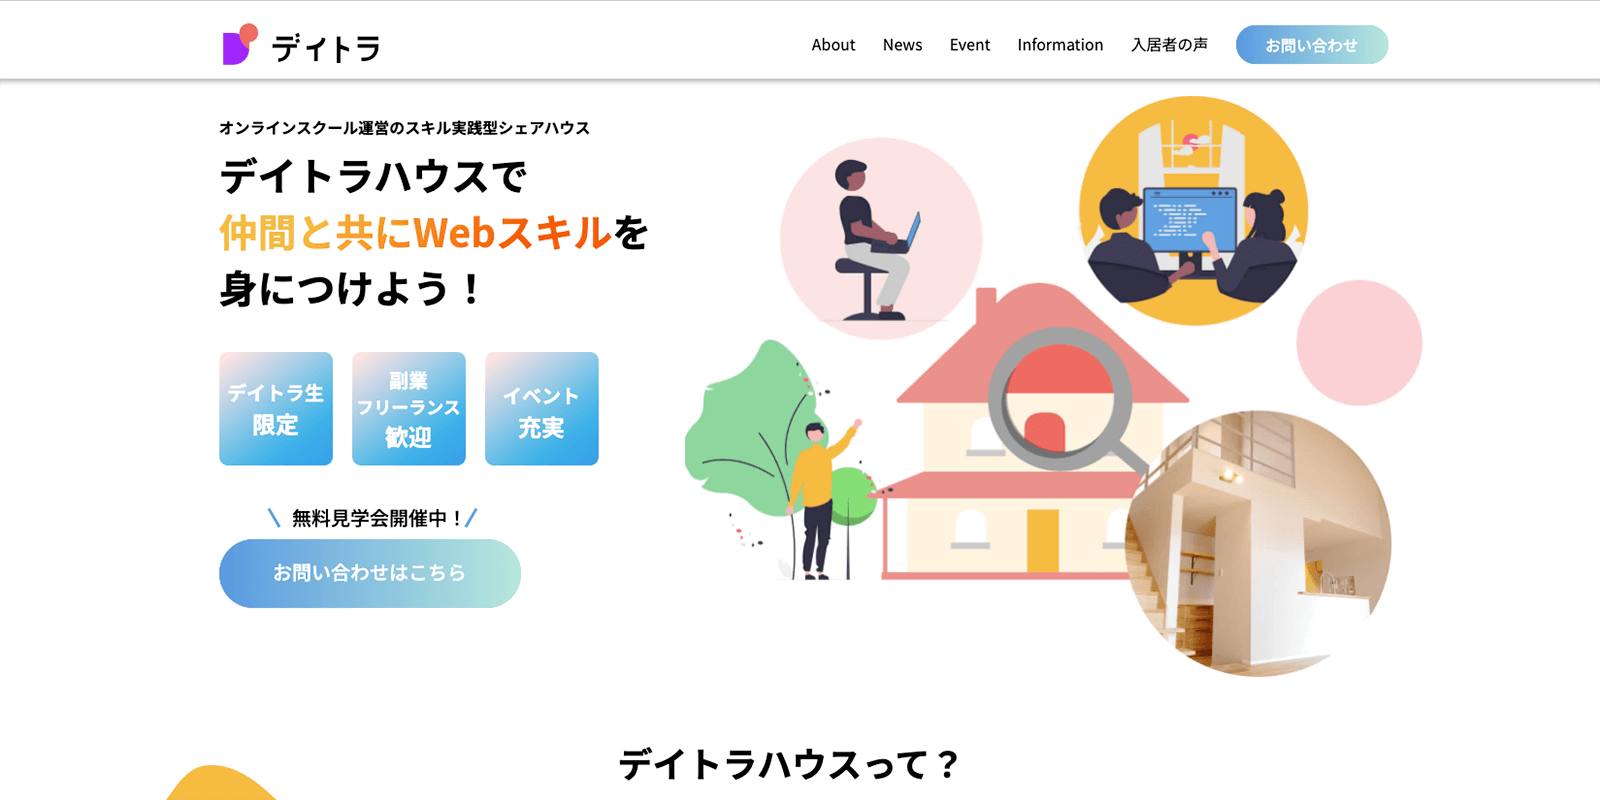 デイトラ
About
News
Event
Information
入居者の声
お問い合わせ
オンラインスクール運営のスキル実践型シェアハウス
デイトラハウスで
仲間と共にWebスキルを
身につけよう！
デイトラ生
限定
副業
フリーランス
歓迎
イベント
充実
無料見学会開催中！
お問い合わせはこちら
デイトラハウスって？